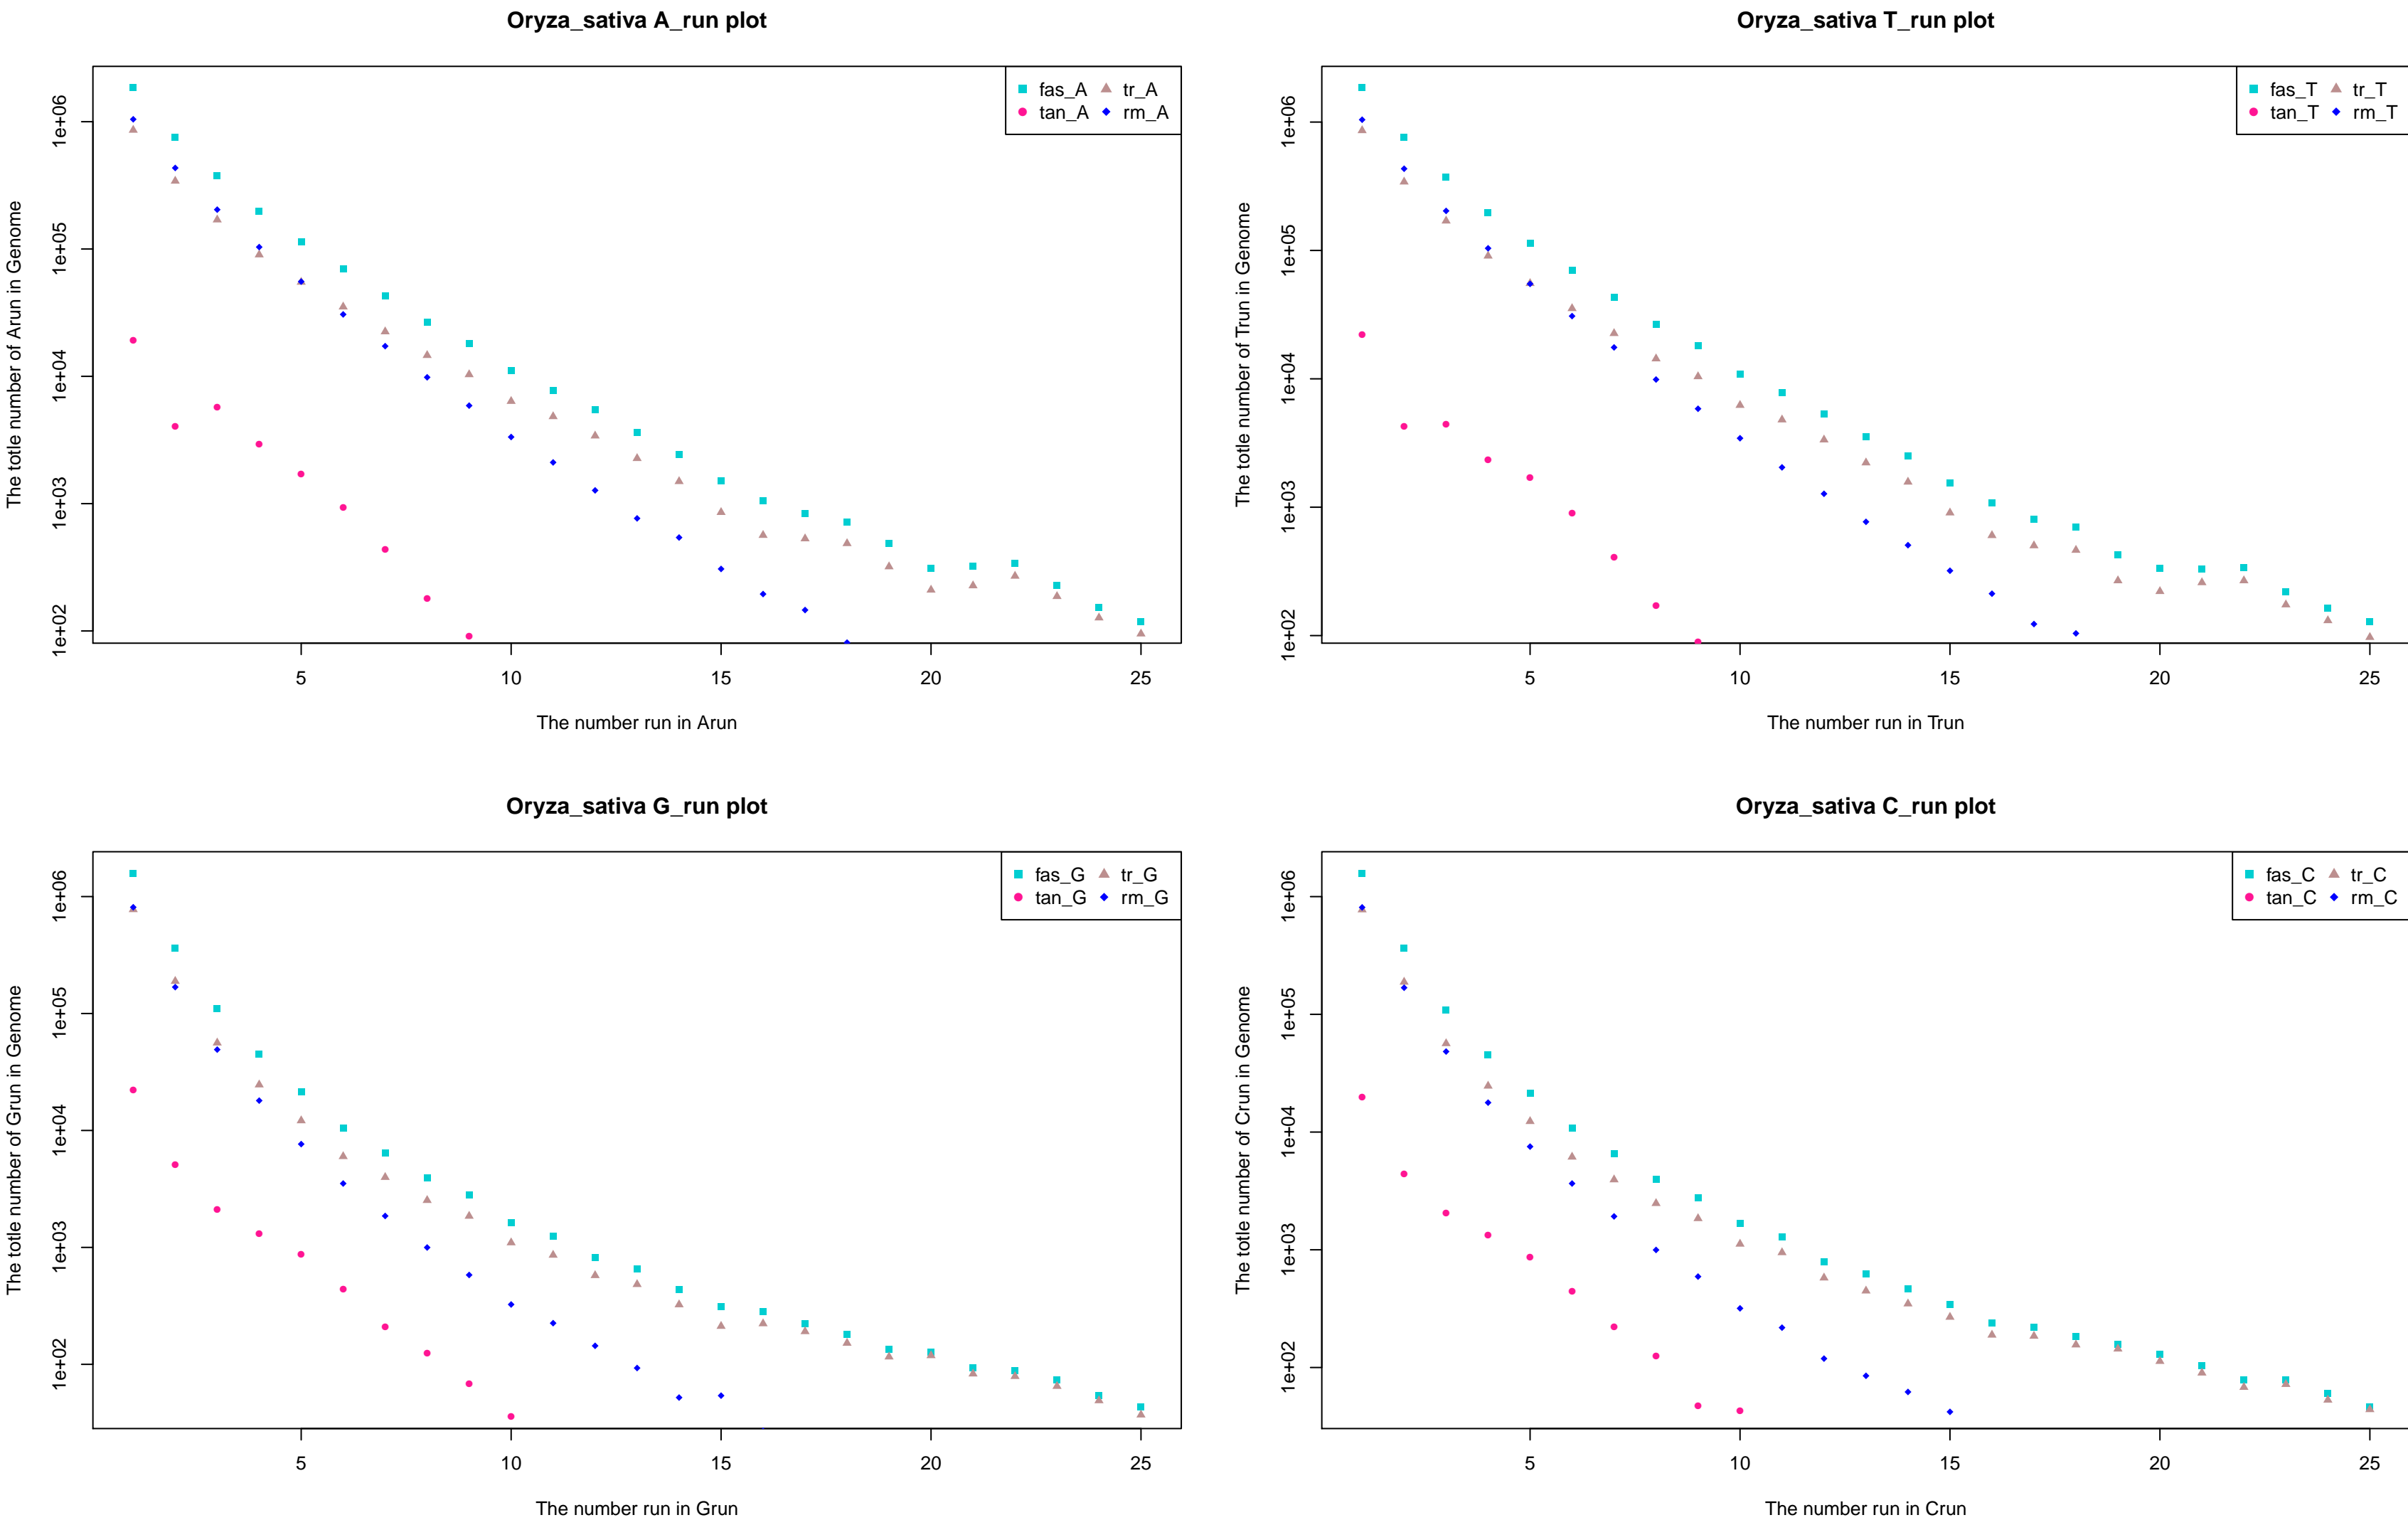 Oryza_sativa A_run plot
The totle number of Arun in Genome
1e+06
1e+05
1e+04
1e+03
1e+02
fas_A tr_A
tan_A rm_A
5 10 15 20 25
The number run in Arun
Oryza_sativa T_run plot
The totle number of Trun in Genome
1e+06
1e+05
1e+04
1e+03
1e+02
fas_T tr_T
tan_T rm_T
5 10 15 20 25
The number run in Trun
Oryza_sativa G_run plot
The totle number of Grun in Genome
1e+06
1e+05
1e+04
1e+03
1e+02
fas_G tr_G
tan_G rm_G
5 10 15 20 25
The number run in Grun
Oryza_sativa C_run plot
The totle number of Crun in Genome
1e+06
1e+05
1e+04
1e+03
1e+02
fas_C tr_C
tan_C rm_C
5 10 15 20 25
The number run in Crun